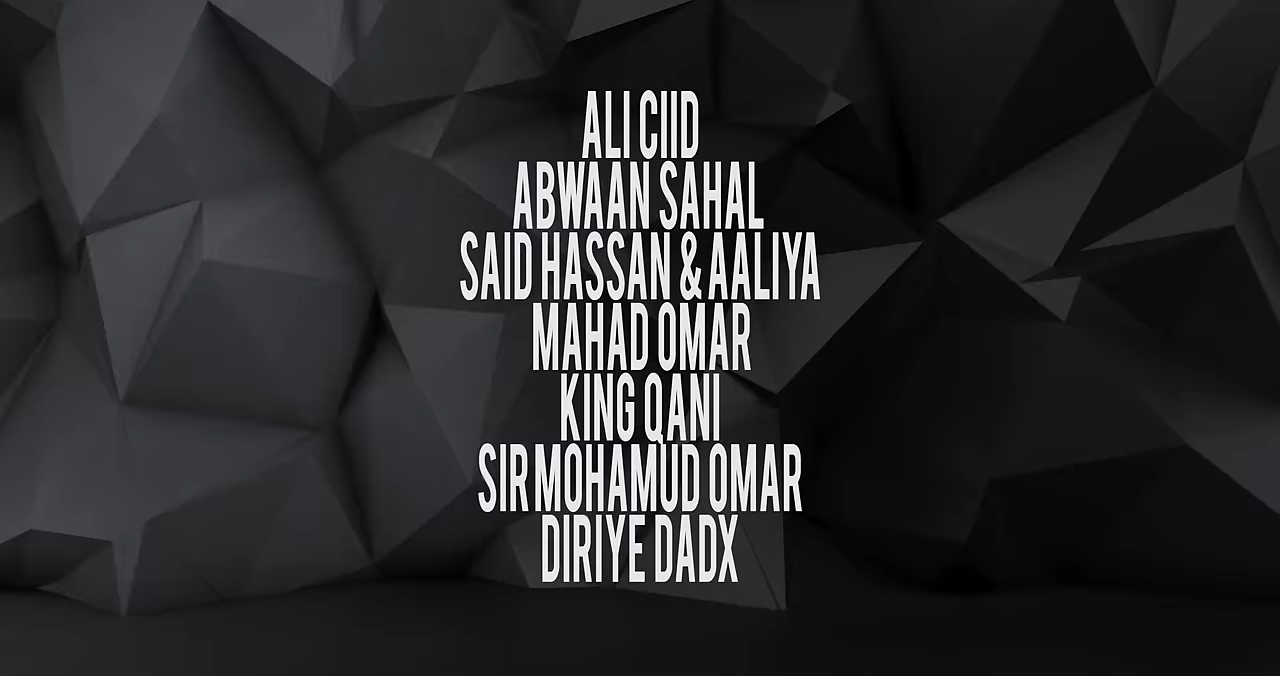 ALI CIID
ABWAAN SAHAL
SAID HASSAN & AALIYA
MAHAD OMAR
KING QANI
SIR MOHAMUD OMAR
DIRIYE DADX